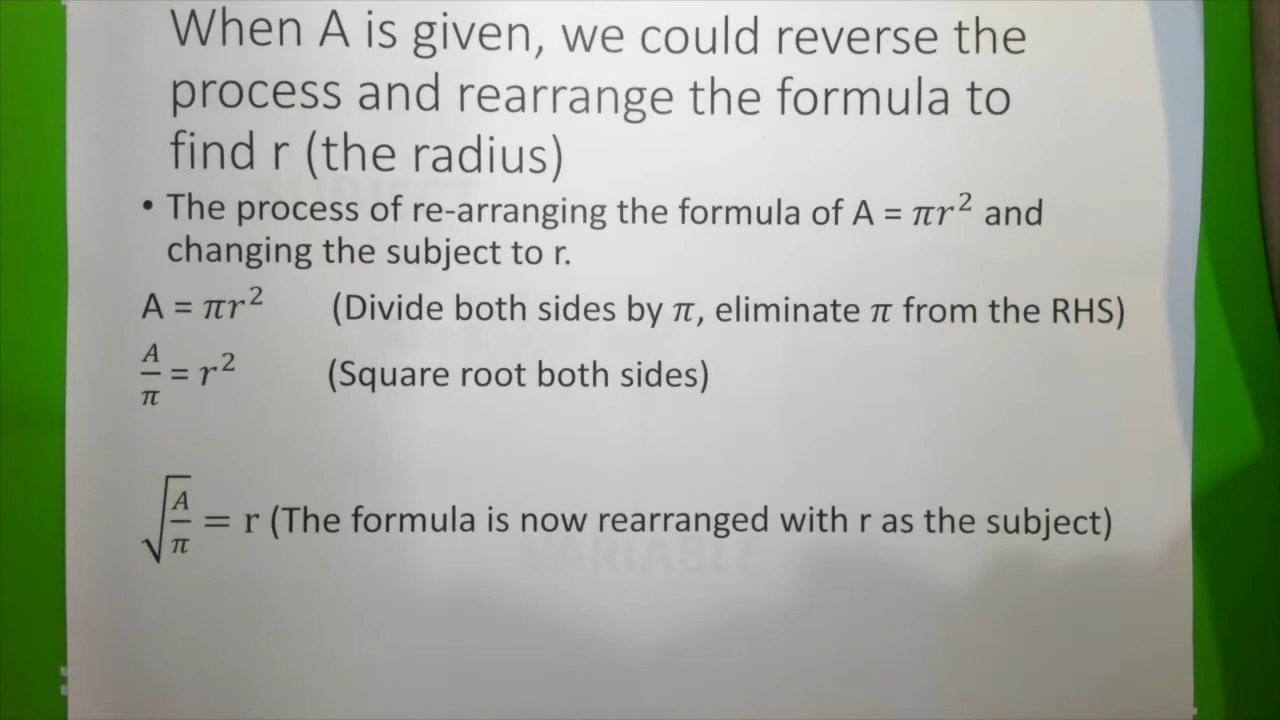 When A is given, we could reverse the
process and rearrange the formula to
find r (the radius)
• The process of re-arranging the formula of A = πr² and
changing the subject to r.
A = πr² (Divide both sides by π, eliminate π from the RHS)
A/π = r² (Square root both sides)
√(A/π) = r (The formula is now rearranged with r as the subject)
VARIABLE